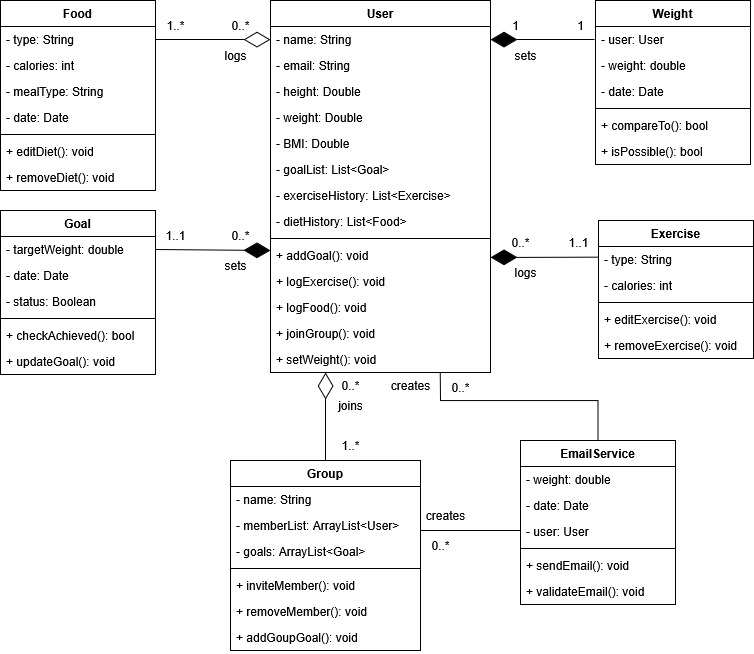 Food
- type: String
- calories: int
- mealType: String
- date: Date
+ editDiet(): void
+ removeDiet(): void
1..*
0..*
logs
User
- name: String
- email: String
- height: Double
- weight: Double
- BMI: Double
- goalList: List<Goal>
- exerciseHistory: List<Exercise>
- dietHistory: List<Food>
+ addGoal(): void
+ logExercise(): void
+ logFood(): void
+ joinGroup(): void
+ setWeight(): void
1
1
sets
Weight
- user: User
- weight: double
- date: Date
+ compareTo(): bool
+ isPossible(): bool
Goal
- targetWeight: double
- date: Date
- status: Boolean
+ checkAchieved(): bool
+ updateGoal(): void
1..1
0..*
sets
0..*
1..1
logs
Exercise
- type: String
- calories: int
+ editExercise(): void
+ removeExercise(): void
0..*
joins
1..*
creates
0..*
Group
- name: String
- memberList: ArrayList<User>
- goals: ArrayList<Goal>
+ inviteMember(): void
+ removeMember(): void
+ addGoupGoal(): void
creates
0..*
EmailService
- weight: double
- date: Date
- user: User
+ sendEmail(): void
+ validateEmail(): void